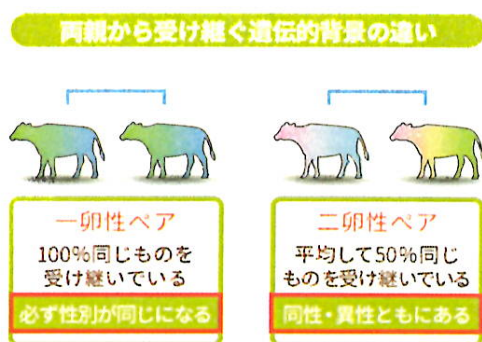 両親から受け継ぐ遺伝的背景の違い
一卵性ペア
100%同じものを
受け継いでいる
必ず性別が同じになる
二卵性ペア
平均して50%同じ
ものを受け継いでいる
同性・異性ともにある